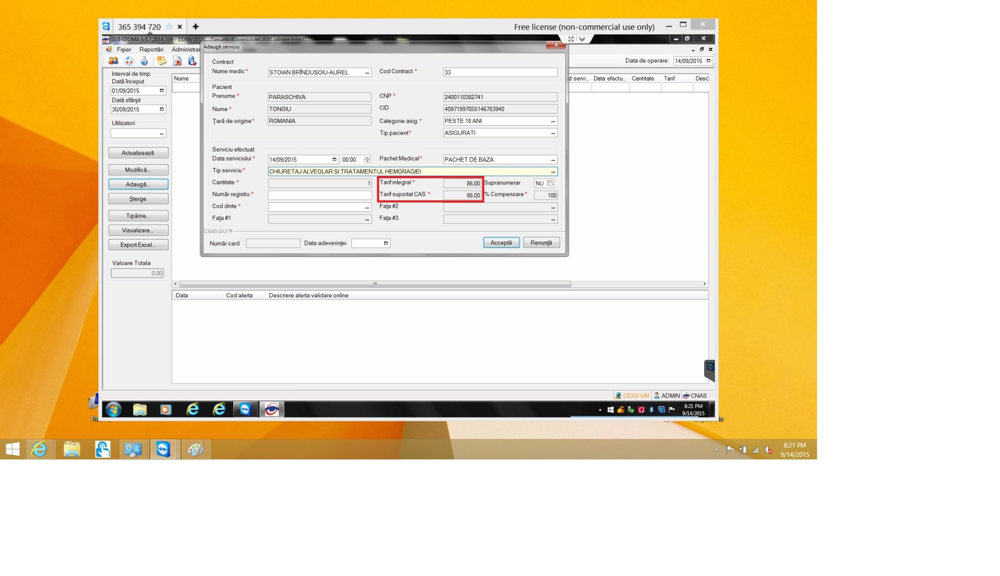 365 394 720
Free license (non-commercial use only)
SIUI-STOMA [v3.7.2014.339 - 11/09/2015] - [Servicii- 0 înregistrări, 0.00 valoare totală]
Fișier Raportări Administrar
Data de operare: 14/09/2015
Adaugă serviciu
Interval de timp
Dată început
01/09/2015
Dată sfârșit
30/09/2015
Utilizatori
...
Actualizează
Modifică...
Adaugă...
Șterge
Tipărire...
Vizualizare...
Export Excel...
Valoare Totala
0,00
Nume
d servi... Data efectu... Cantitate Tarif Desc
Contract
Nume medic * STOIAN BRÎNDUȘOIU-AUREL ... Cod Contract * 33
Pacient
Prenume * PARASCHIVA CNP * 2400110382741
Nume * TONOIU CID 40971997055146783940
Țară de origine * ROMANIA Categorie asig. * PESTE 18 ANI ...
Tip pacient * ASIGURATI ...
Serviciu efectuat
Data serviciului * 14/09/2015 00:00 Pachet Medical * PACHET DE BAZA ...
Tip serviciu * CHIURETAJ ALVEOLAR ȘI TRATAMENTUL HEMORAGIEI ...
Cantitate * 1 Tarif integral * 86,00 Supranumerar NU
Număr registru * Tarif suportat CAS * 86,00 % Compensare * 100
Cod dinte * ... Fața #2 ...
Fața #1 ... Fața #3 ...
CNAS-SIUI ®
Număr card Data adeverinței Acceptă Renunță
Data Cod alerta Descriere alerta validare online
CEAS-UM ADMIN CNAS
8:21 PM
9/14/2015
8:21 PM
9/14/2015